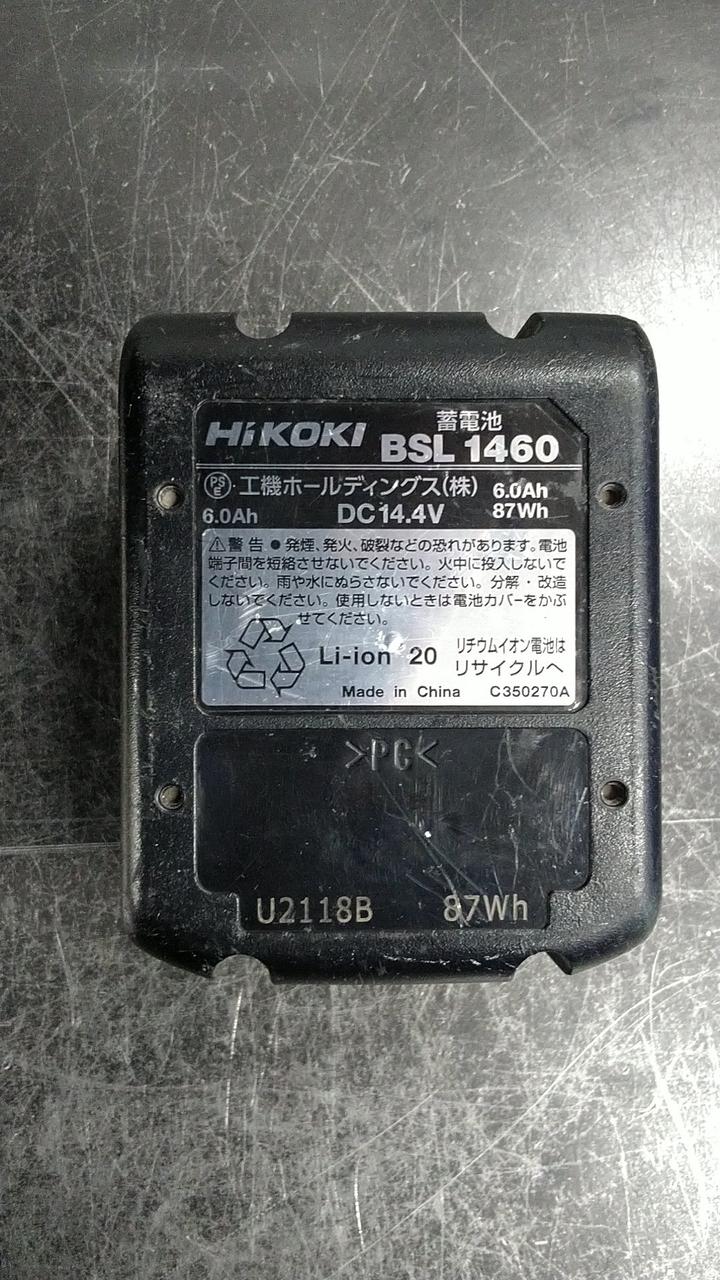 HiKOKI 蓄電池 BSL 1460
PSE 工機ホールディングス(株) 6.0Ah
6.0Ah DC14.4V 87Wh
⚠警告 ●発煙、発火、破裂などの恐れがあります。電池
端子間を短絡させないでください。火中に投入しないで
ください。雨や水にぬらさないでください。分解・改造
しないでください。使用しないときは電池カバーをかぶ
せてください。
Li-ion 20 リチウムイオン電池は
リサイクルへ
Made in China C350270A
>PC<
U2118B 87Wh